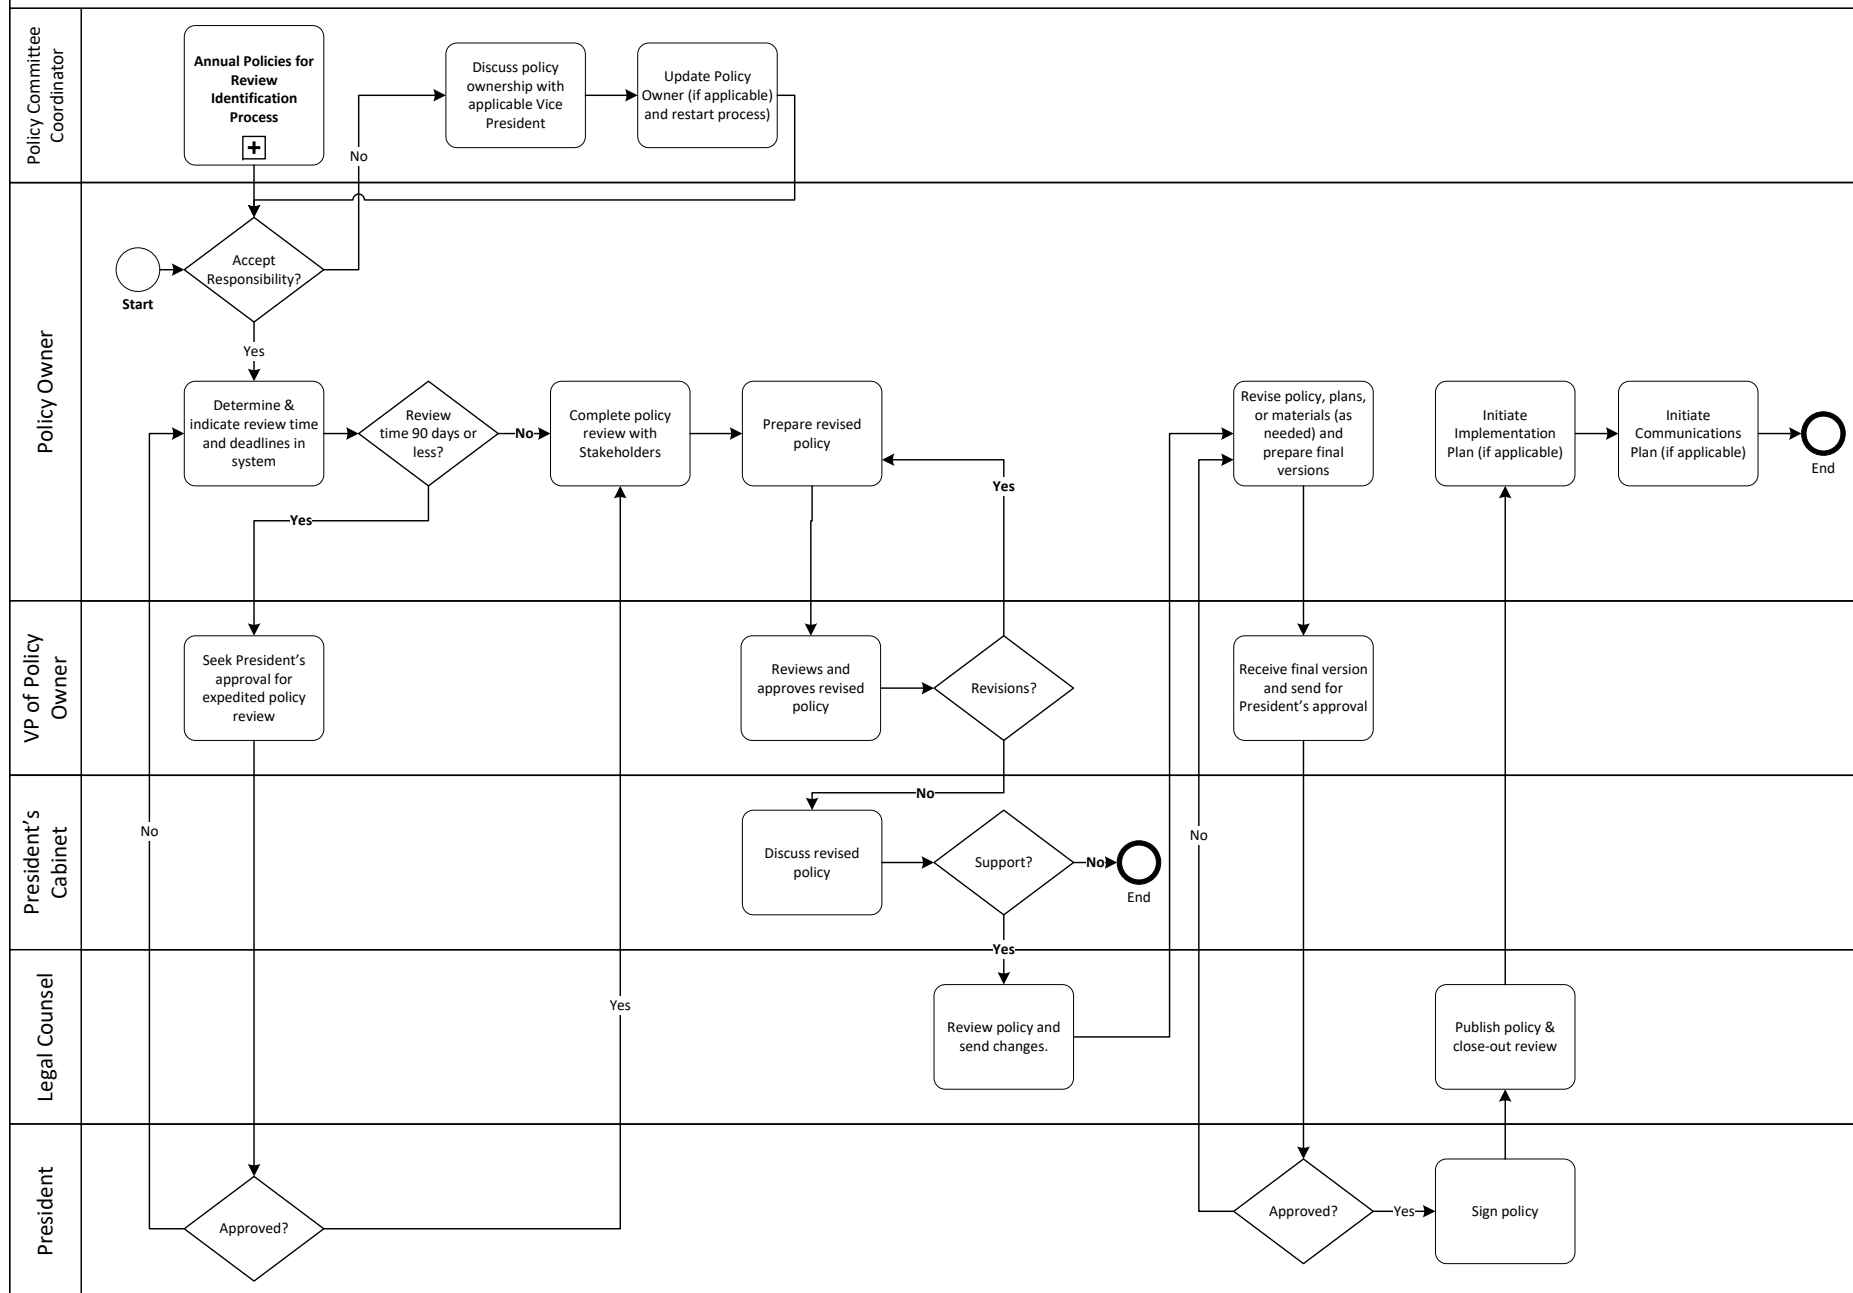 Policy Committee
Coordinator
Annual Policies for
Review
Identification
Process
Discuss policy
ownership with
applicable Vice
President
Update Policy
Owner (if applicable)
and restart process)
No
Policy Owner
Start
Accept
Responsibility?
Yes
Determine &
indicate review time
and deadlines in
system
Review
time 90 days or
less?
No
Complete policy
review with
Stakeholders
Prepare revised
policy
Revise policy, plans,
or materials (as
needed) and
prepare final
versions
Initiate
Implementation
Plan (if applicable)
Initiate
Communications
Plan (if applicable)
End
Yes
Yes
VP of Policy
Owner
Seek President’s
approval for
expedited policy
review
Reviews and
approves revised
policy
Revisions?
Receive final version
and send for
President’s approval
President’s
Cabinet
No
No
Discuss revised
policy
Support?
No
End
No
Yes
Legal Counsel
Yes
Review policy and
send changes.
Publish policy &
close-out review
President
Approved?
Approved?
Yes
Sign policy